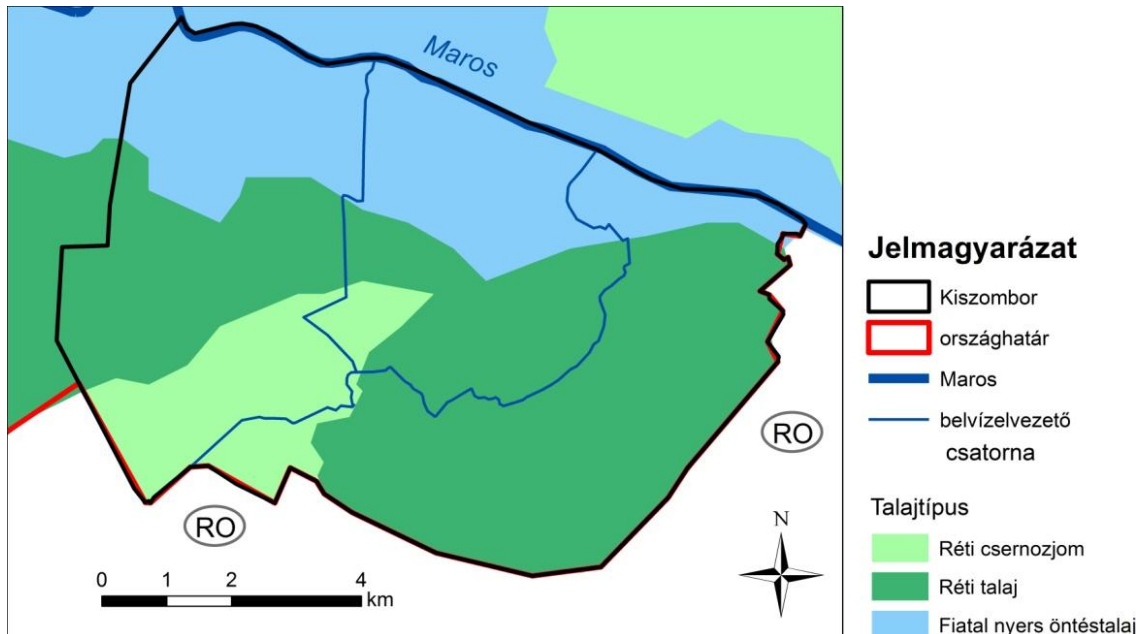 Maros
RO
RO
N
0 1 2 4
km
Jelmagyarázat
Kiszombor
országhatár
Maros
belvízelvezető
csatorna
Talajtípus
Réti csernozjom
Réti talaj
Fiatal nyers öntéstalaj